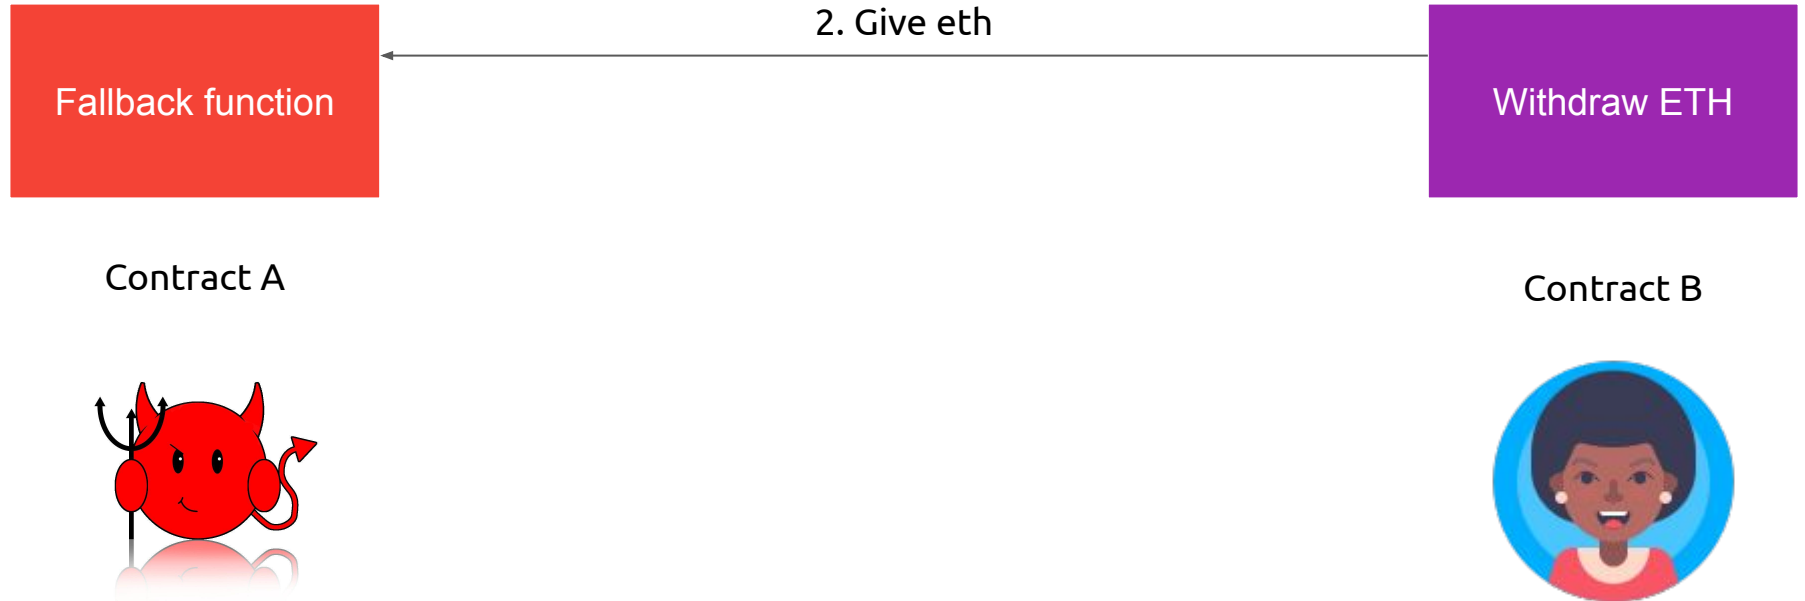 2. Give eth
Fallback function
Withdraw ETH
Contract A
Contract B